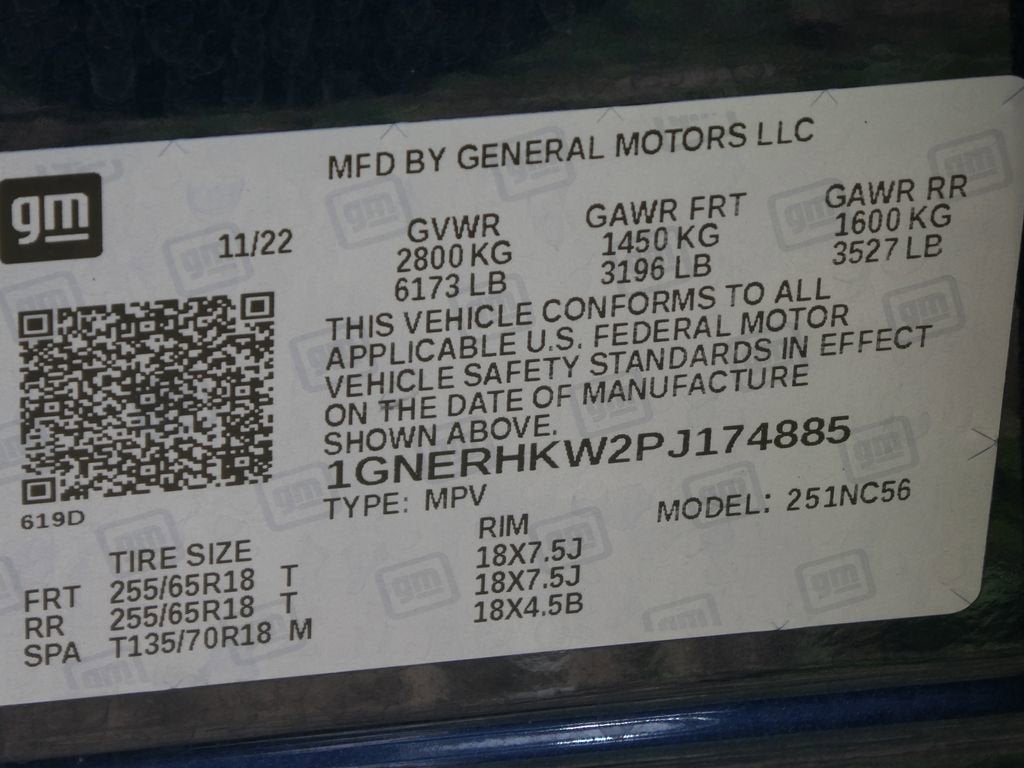 gm
MFD BY GENERAL MOTORS LLC
11/22
GVWR GAWR FRT GAWR RR
2800 KG 1450 KG 1600 KG
6173 LB 3196 LB 3527 LB
THIS VEHICLE CONFORMS TO ALL
APPLICABLE U.S. FEDERAL MOTOR
VEHICLE SAFETY STANDARDS IN EFFECT
ON THE DATE OF MANUFACTURE
SHOWN ABOVE.
1GNERHKW2PJ174885
619D
TYPE: MPV MODEL: 251NC56
TIRE SIZE RIM
FRT 255/65R18 T 18X7.5J
RR 255/65R18 T 18X7.5J
SPA T135/70R18 M 18X4.5B